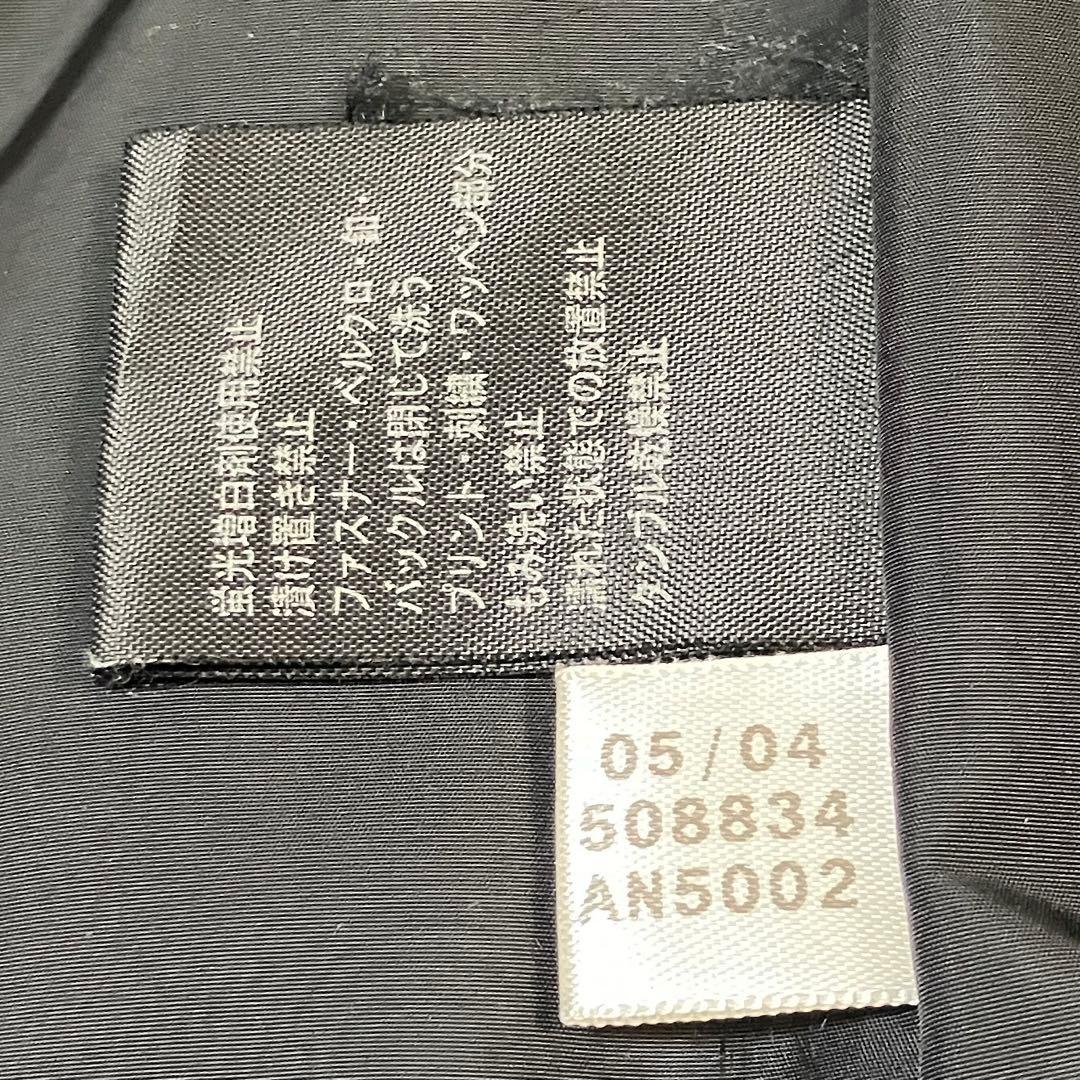 蛍光増白剤使用禁止
漬け置き禁止
ファスナー・ベルクロ・釦・
バックルは閉じて洗う
プリント・刺繍・ワッペン部分
もみ洗い禁止
濡れた状態での放置禁止
タンブル乾燥禁止
05/04
508834
AN5002